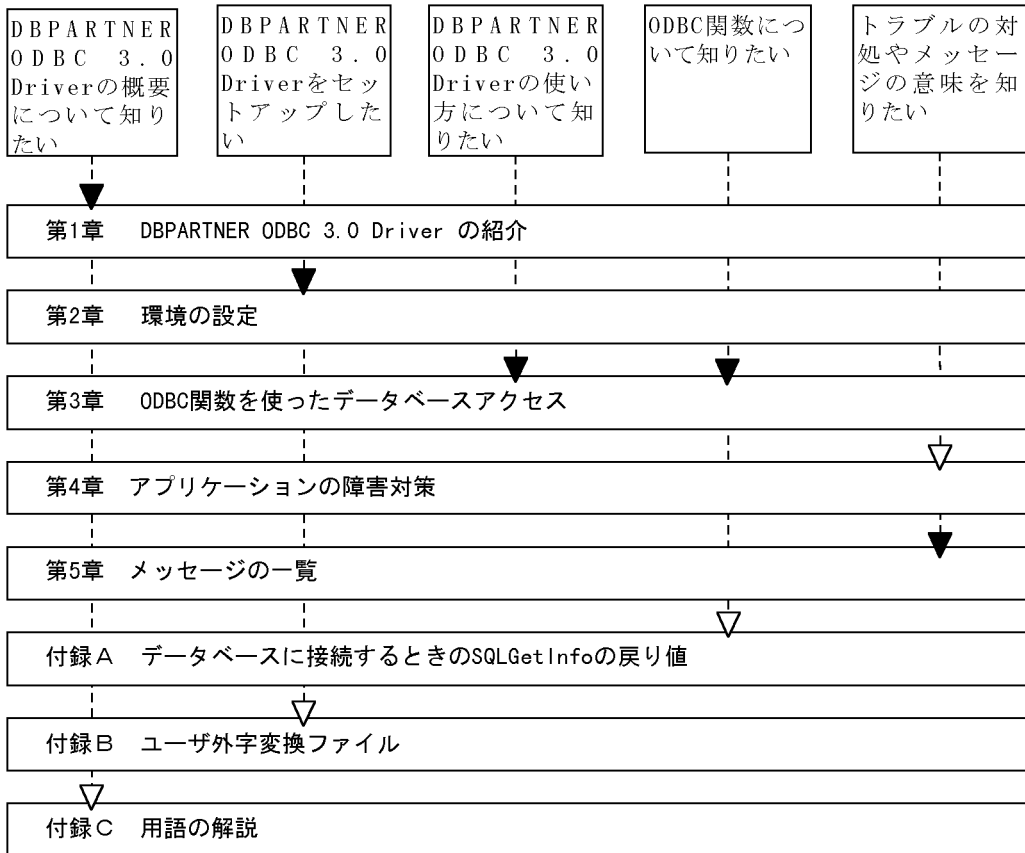 DBPARTNER
ODBC 3.0
Driverの概要
について知り
たい
DBPARTNER
ODBC 3.0
Driverをセッ
トアップした
い
DBPARTNER
ODBC 3.0
Driverの使い
方について知
りたい
ODBC関数につ
いて知りたい
トラブルの対
処やメッセー
ジの意味を知
りたい
第1章 DBPARTNER ODBC 3.0 Driver の紹介
第2章 環境の設定
第3章 ODBC関数を使ったデータベースアクセス
第4章 アプリケーションの障害対策
第5章 メッセージの一覧
付録A データベースに接続するときのSQLGetInfoの戻り値
付録B ユーザ外字変換ファイル
付録C 用語の解説